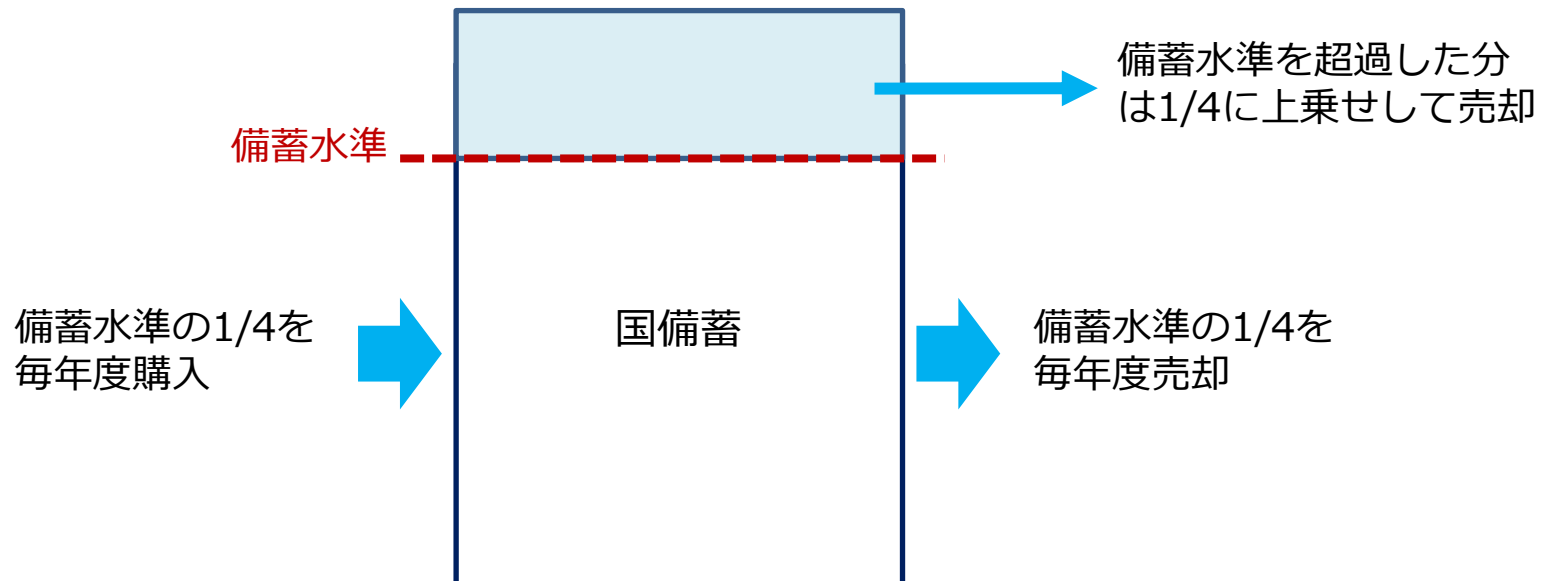 備蓄水準を超過した分
は1/4に上乗せして売却
備蓄水準
備蓄水準の1/4を
毎年度購入
国備蓄
備蓄水準の1/4を
毎年度売却